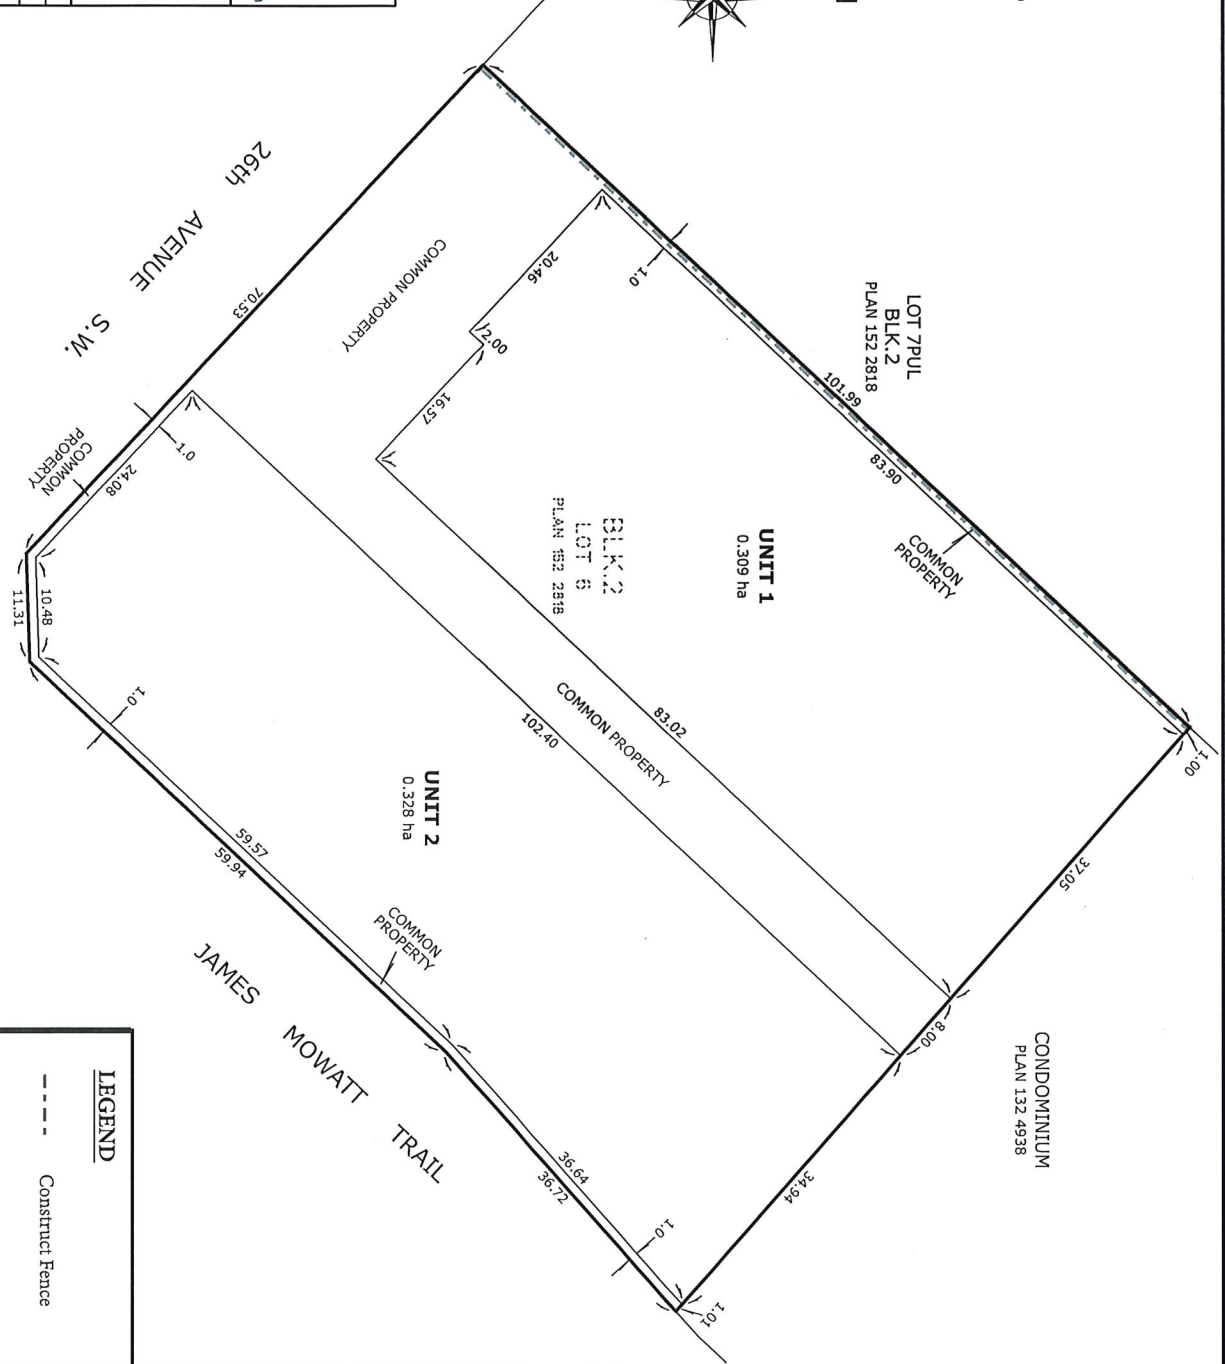 26th AVENUE S.W.
COMMON PROPERTY
70.53
20.46
2.00
16.57
1.0
LOT 7PUL
BLK.2
PLAN 152 2818
101.99
83.90
COMMON
PROPERTY
UNIT 1
0.309 ha
BLK.2
LOT 6
PLAN 152 2818
COMMON
PROPERTY
24.08
1.0
10.48
11.31
1.0
83.02
COMMON PROPERTY
102.40
UNIT 2
0.328 ha
59.57
59.94
COMMON
PROPERTY
JAMES MOWATT TRAIL
36.64
36.72
1.0
1.01
34.94
8.00
37.05
1.00
CONDOMINIUM
PLAN 132 4938
LEGEND
Construct Fence